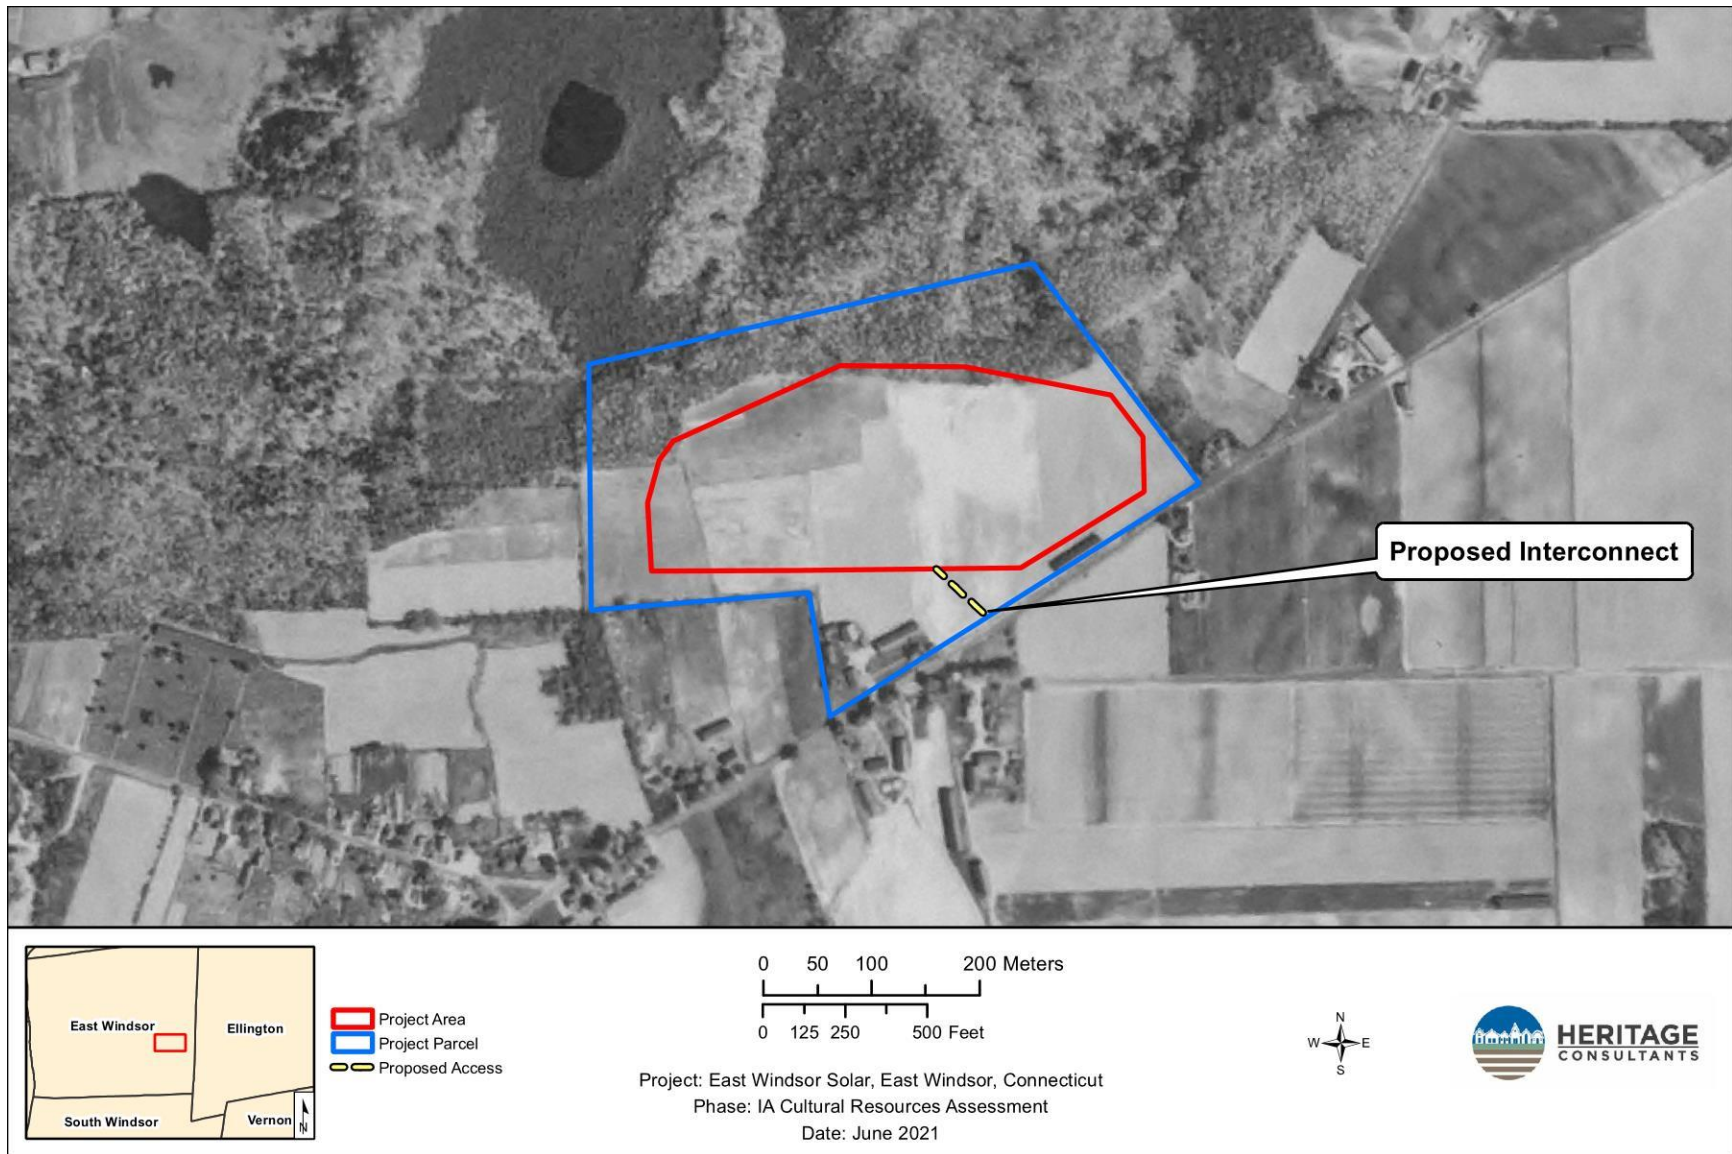 Proposed Interconnect
0 50 100 200 Meters
0 125 250 500 Feet
East Windsor
Ellington
South Windsor
Vernon
N
Project Area
Project Parcel
Proposed Access
Project: East Windsor Solar, East Windsor, Connecticut
Phase: IA Cultural Resources Assessment
Date: June 2021
N
W E
S
HERITAGE
CONSULTANTS